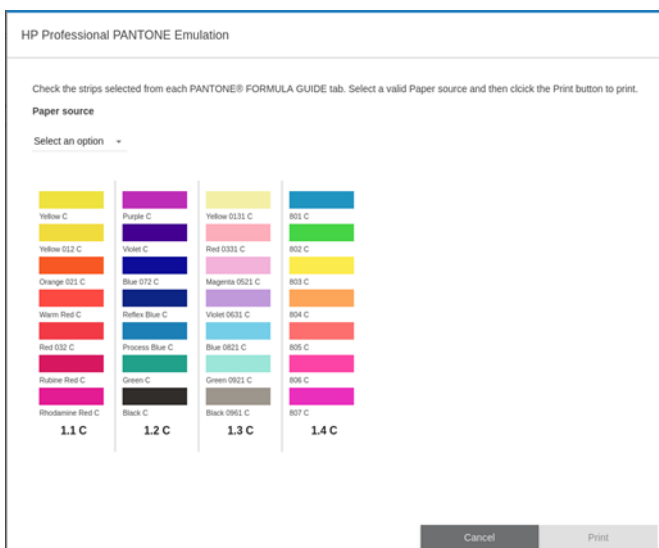 HP Professional PANTONE Emulation
Check the strips selected from each PANTONE® FORMULA GUIDE tab. Select a valid Paper source and then clcick the Print button to print.
Paper source
Select an option
Yellow C Purple C Yellow 0131 C 801 C
Yellow 012 C Violet C Red 0331 C 802 C
Orange 021 C Blue 072 C Magenta 0521 C 803 C
Warm Red C Reflex Blue C Violet 0631 C 804 C
Red 032 C Process Blue C Blue 0821 C 805 C
Rubine Red C Green C Green 0921 C 806 C
Rhodamine Red C Black C Black 0961 C 807 C
1.1 C 1.2 C 1.3 C 1.4 C
Cancel Print